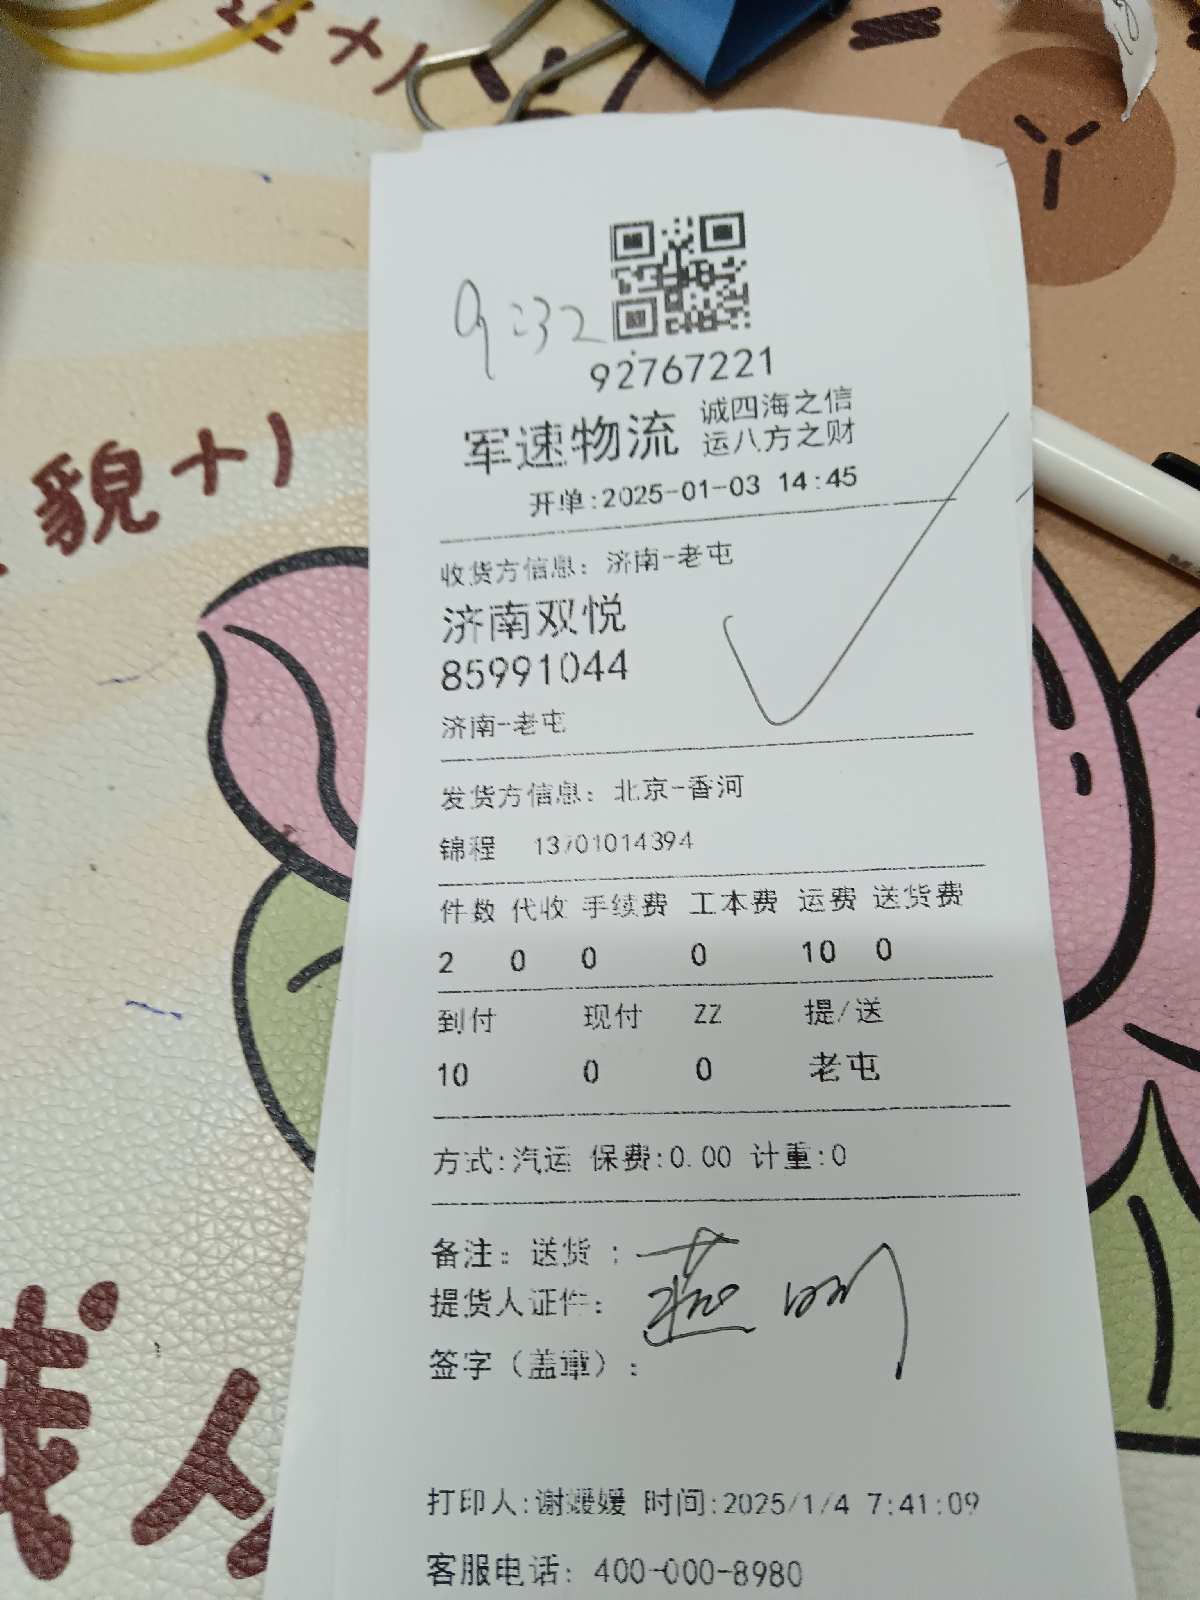 貌+1
9:32
92767221
军速物流 诚四海之信
运八方之财
开单:2025-01-03 14:45
收货方信息: 济南-老屯
济南双悦
85991044
济南-老屯
发货方信息: 北京-香河
锦程 13701014394
件数 代收 手续费 工本费 运费 送货费
2 0 0 0 10 0
到付 现付 ZZ 提/送
10 0 0 老屯
方式:汽运 保费:0.00 计重:0
备注: 送货 ;
提货人证件:
签字（盖章）:
打印人:谢媛媛 时间:2025/1/4 7:41:09
客服电话: 400-000-8980